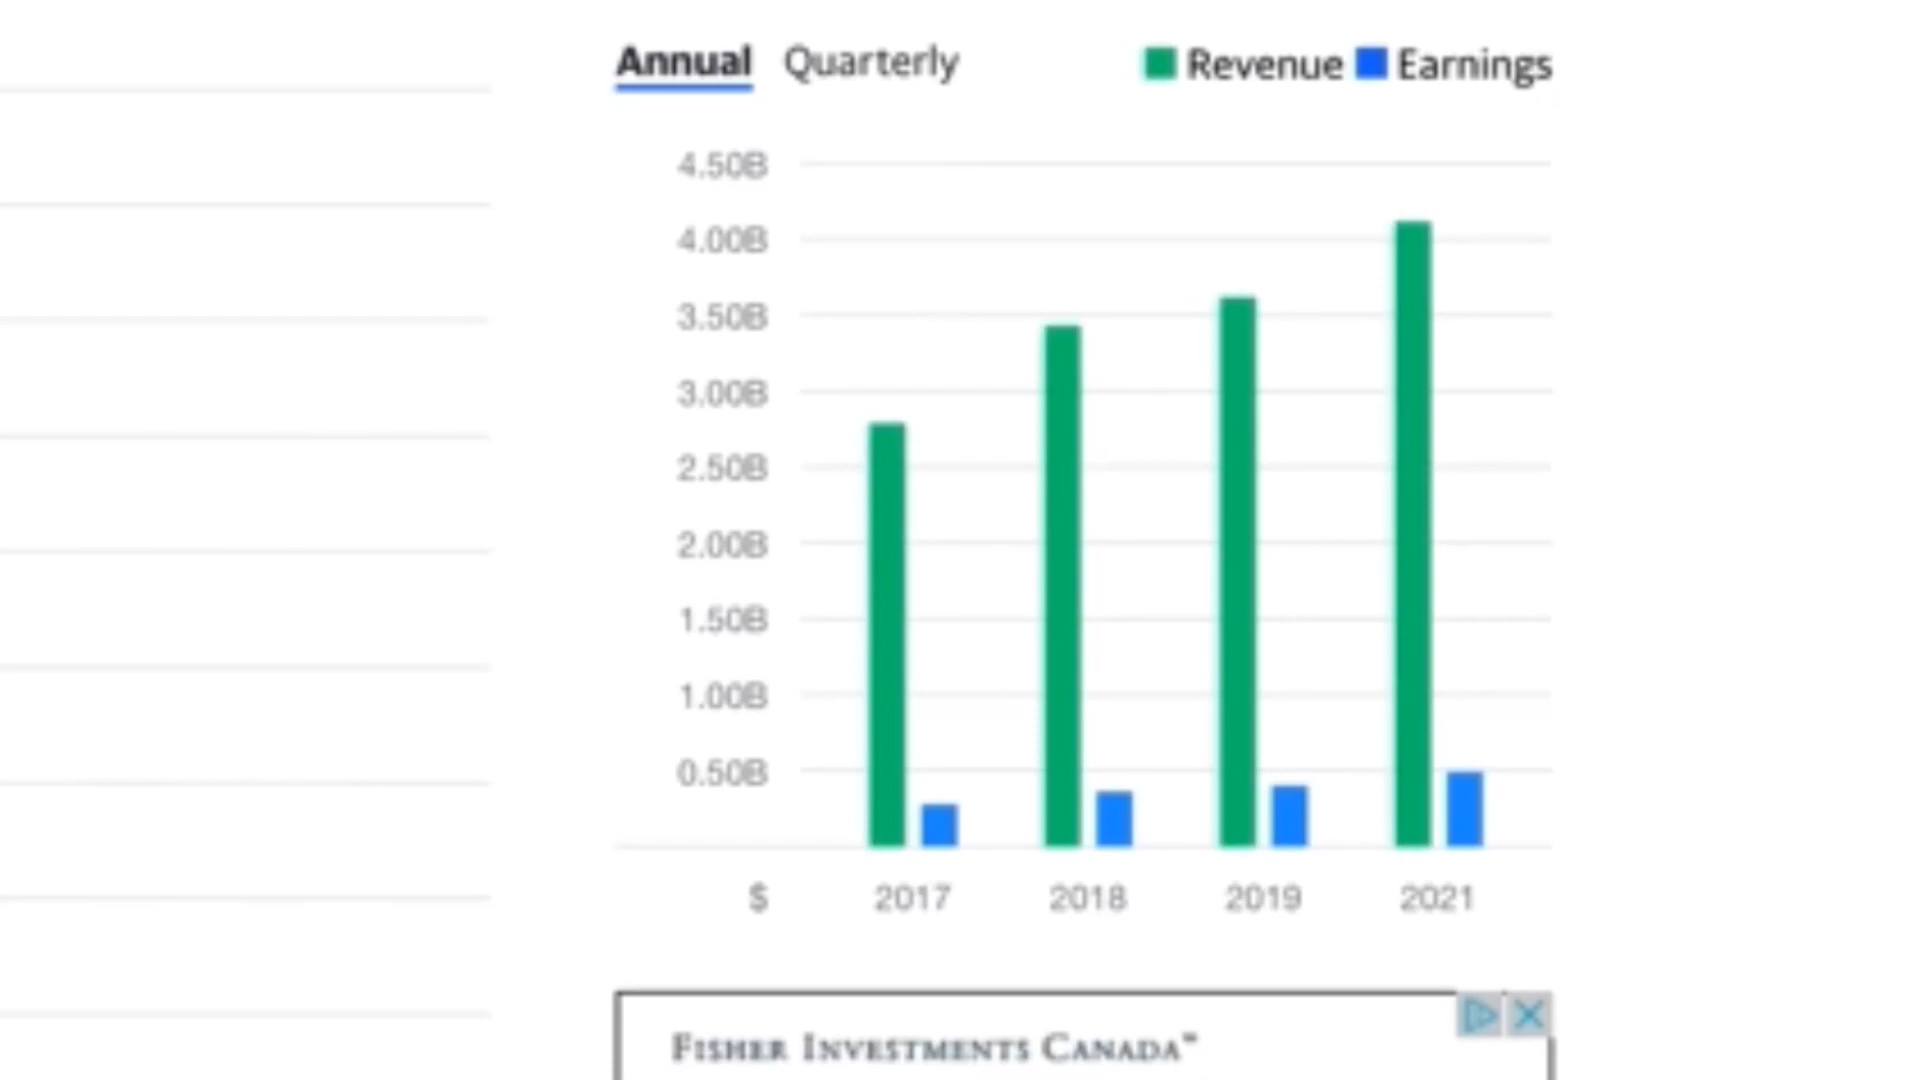 Annual Quarterly Revenue Earnings
4.50B
4.00B
3.50B
3.00B
2.50B
2.00B
1.50B
1.00B
0.50B
$ 2017 2018 2019 2021
FISHER INVESTMENTS CANADA™